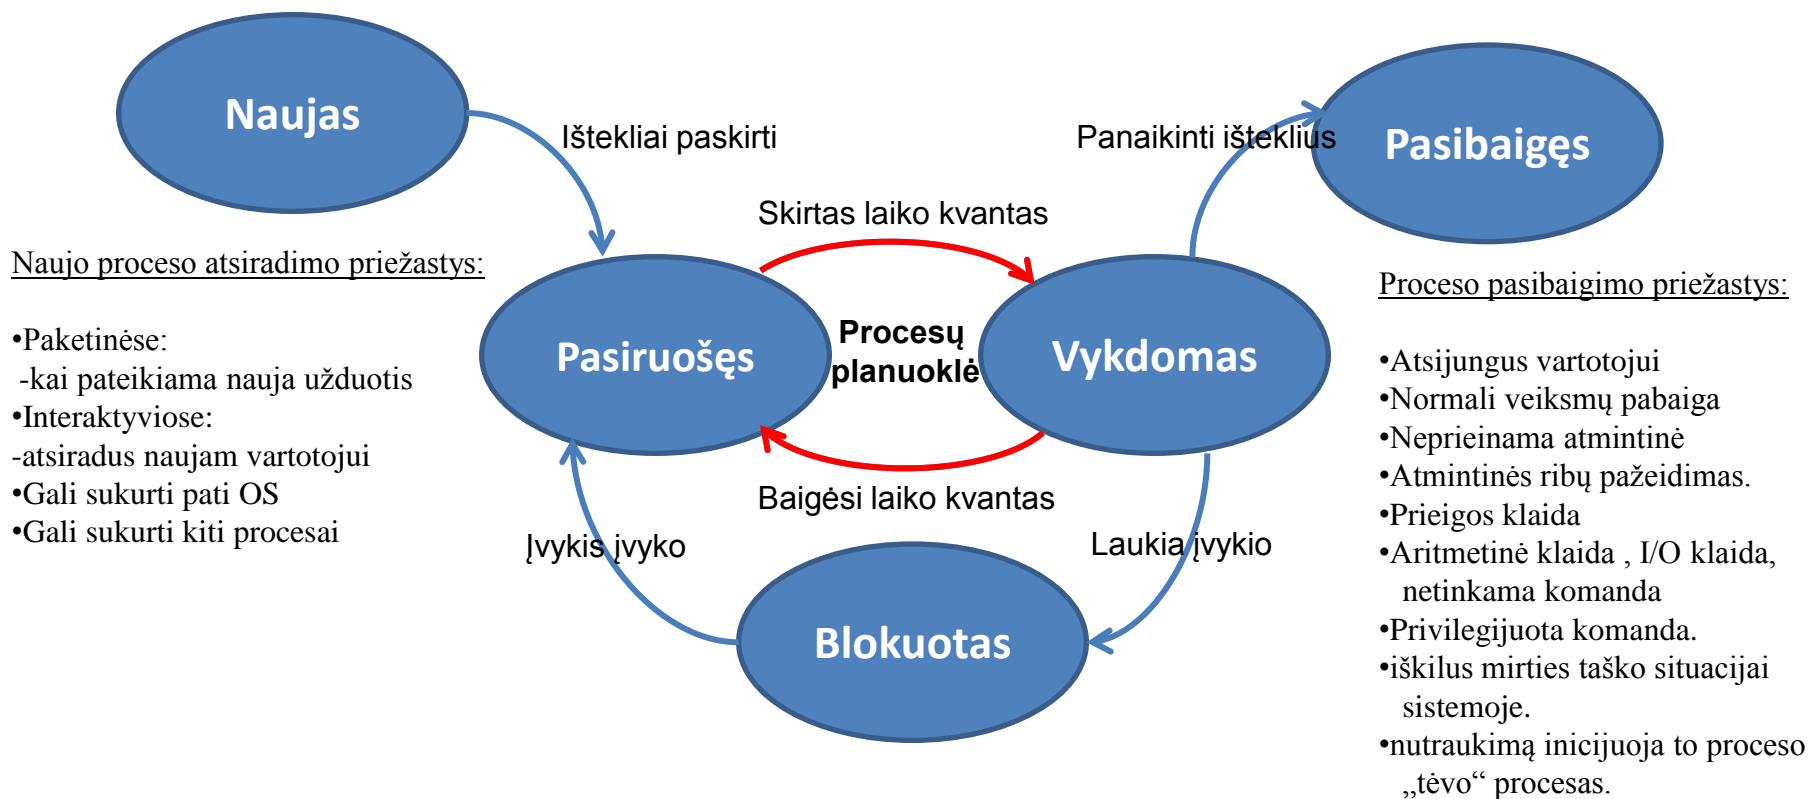 Naujas
Ištekliai paskirti
Panaikinti išteklius
Pasibaigęs
Skirtas laiko kvantas
Naujo proceso atsiradimo priežastys:
•Paketinėse:
-kai pateikiama nauja užduotis
•Interaktyviose:
-atsiradus naujam vartotojui
•Gali sukurti pati OS
•Gali sukurti kiti procesai
Pasiruošęs
Procesų
planuoklė
Vykdomas
Baigėsi laiko kvantas
Įvykis įvyko
Laukia įvykio
Blokuotas
Proceso pasibaigimo priežastys:
•Atsijungus vartotojui
•Normali veiksmų pabaiga
•Neprieinama atmintinė
•Atmintinės ribų pažeidimas.
•Prieigos klaida
•Aritmetinė klaida , I/O klaida,
netinkama komanda
•Privilegijuota komanda.
•iškilus mirties taško situacijai
sistemoje.
•nutraukimą inicijuoja to proceso
„tėvo“ procesas.